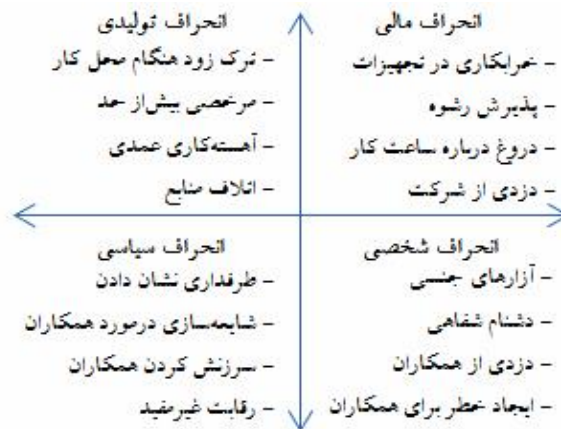 انحراف مالی
- خرابکاری در تجهیزات
- پذیرش رشوه
- دروغ درباره ساعت کار
- دزدی از شرکت
انحراف تولیدی
- ترک زود هنگام محل کار
- مرخصی بیش‌از حد
- آهسته‌کاری عمدی
- اتلاف منابع
انحراف شخصی
- آزارهای جنسی
- دشنام شفاهی
- دزدی از همکاران
- ایجاد خطر برای همکاران
انحراف سیاسی
- طرفداری نشان دادن
- شایعه‌سازی درمورد همکاران
- سرزنش کردن همکاران
- رقابت غیرمفید